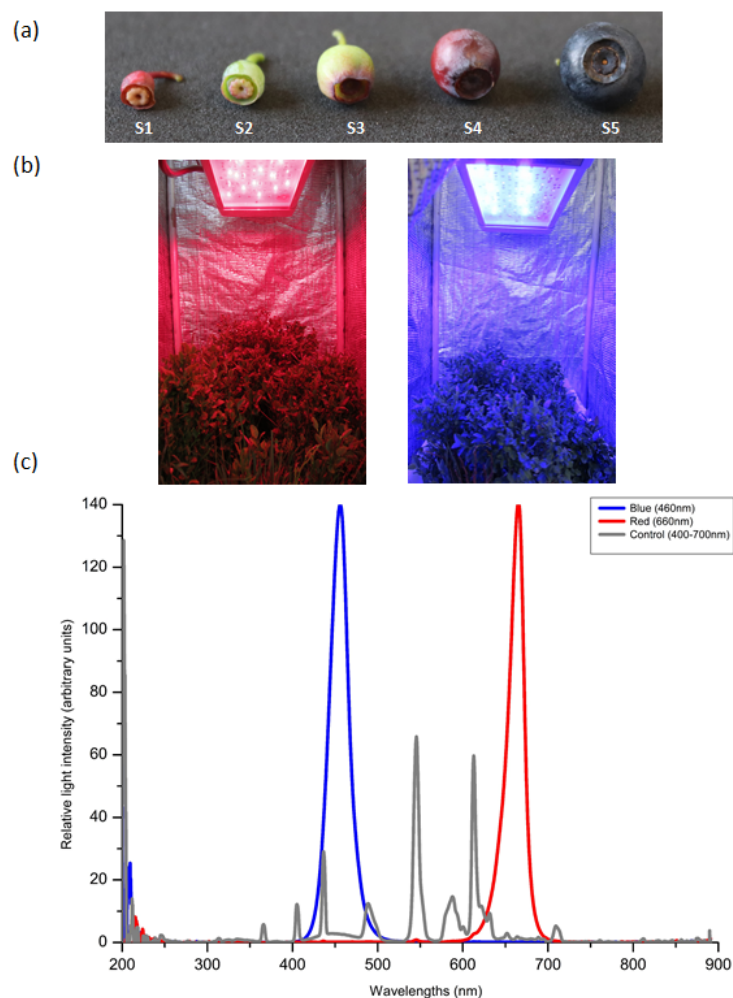 (a)
S1 S2 S3 S4 S5
(b)
(c)
140
120
100
80
60
40
20
0
Relative light intensity (arbitrary units)
Blue (460nm)
Red (660nm)
Control (400-700nm)
200 300 400 500 600 700 800 900
Wavelengths (nm)